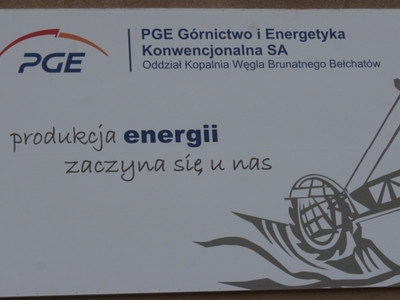 PGE
PGE Górnictwo i Energetyka
Konwencjonalna SA
Oddział Kopalnia Węgla Brunatnego Bełchatów
produkcja energii
zaczyna się u nas